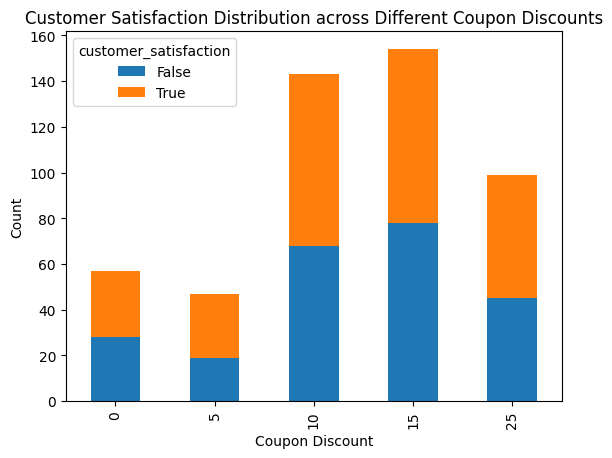 Customer Satisfaction Distribution across Different Coupon Discounts
customer_satisfaction
False
True
160
140
120
100
80
60
40
20
0
Count
0 5 10 15 25
Coupon Discount